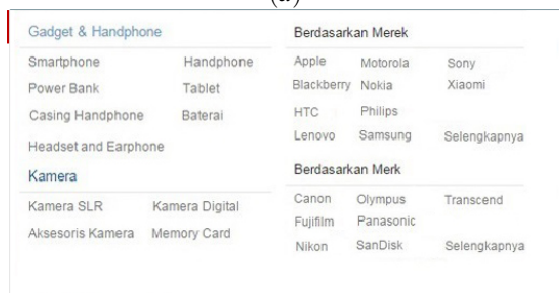 (a)
Gadget & Handphone
Smartphone Handphone
Power Bank Tablet
Casing Handphone Baterai
Headset and Earphone
Kamera
Kamera SLR Kamera Digital
Aksesoris Kamera Memory Card
Berdasarkan Merek
Apple Motorola Sony
Blackberry Nokia Xiaomi
HTC Philips
Lenovo Samsung Selengkapnya
Berdasarkan Merk
Canon Olympus Transcend
Fujifilm Panasonic
Nikon SanDisk Selengkapnya